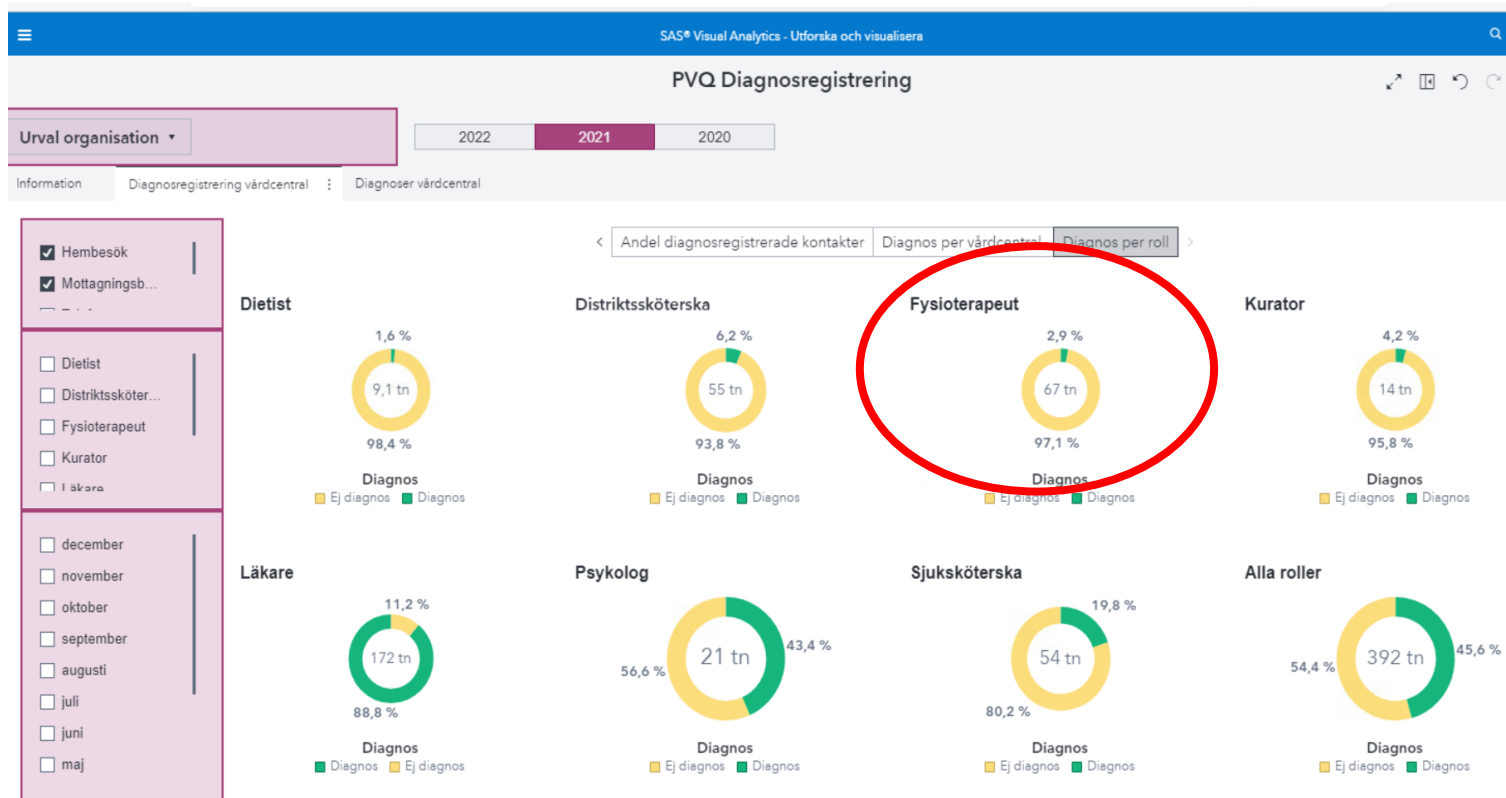 SAS® Visual Analytics - Utforska och visualisera
PVQ Diagnosregistrering
Urval organisation
2022 2021 2020
Information Diagnosregistrering vårdcentral Diagnoser vårdcentral
Andel diagnosregistrerade kontakter Diagnos per vårdcentral Diagnos per roll
Hembesök
Mottagningsb...
Dietist
Distriktssköter...
Fysioterapeut
Kurator
Läkare
december
november
oktober
september
augusti
juli
juni
maj
Dietist
1,6 %
9,1 tn
98,4 %
Diagnos
Ej diagnos Diagnos
Distriktssköterska
6,2 %
55 tn
93,8 %
Diagnos
Ej diagnos Diagnos
Fysioterapeut
2,9 %
67 tn
97,1 %
Diagnos
Ej diagnos Diagnos
Kurator
4,2 %
14 tn
95,8 %
Diagnos
Ej diagnos Diagnos
Läkare
11,2 %
172 tn
88,8 %
Diagnos
Diagnos Ej diagnos
Psykolog
43,4 %
21 tn
56,6 %
Diagnos
Ej diagnos Diagnos
Sjuksköterska
19,8 %
54 tn
80,2 %
Diagnos
Ej diagnos Diagnos
Alla roller
45,6 %
392 tn
54,4 %
Diagnos
Ej diagnos Diagnos